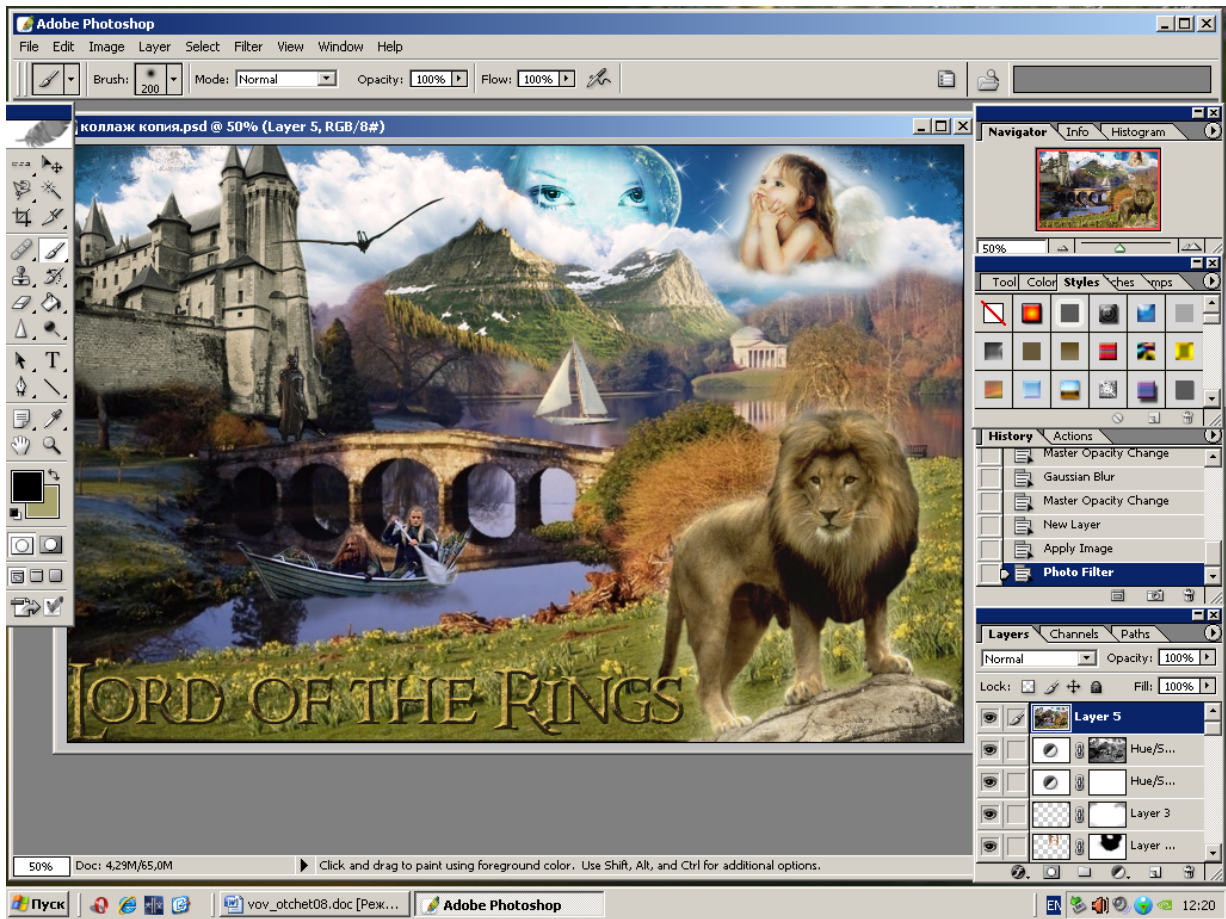 Adobe Photoshop
File Edit Image Layer Select Filter View Window Help
Brush: 200 Mode: Normal Opacity: 100% Flow: 100%
коллаж копия.psd @ 50% (Layer 5, RGB/8#)
Navigator Info Histogram
50%
Tool Color Styles ches mps
History Actions
Master Opacity Change
Gaussian Blur
Master Opacity Change
New Layer
Apply Image
Photo Filter
Layers Channels Paths
Normal Opacity: 100%
Lock: Fill: 100%
Layer 5
Hue/S...
Hue/S...
Layer 3
Layer ...
LORD OF THE RINGS
50% Doc: 4,29M/65,0M Click and drag to paint using foreground color. Use Shift, Alt, and Ctrl for additional options.
Пуск vov_otchet08.doc [Реж... Adobe Photoshop EN 12:20